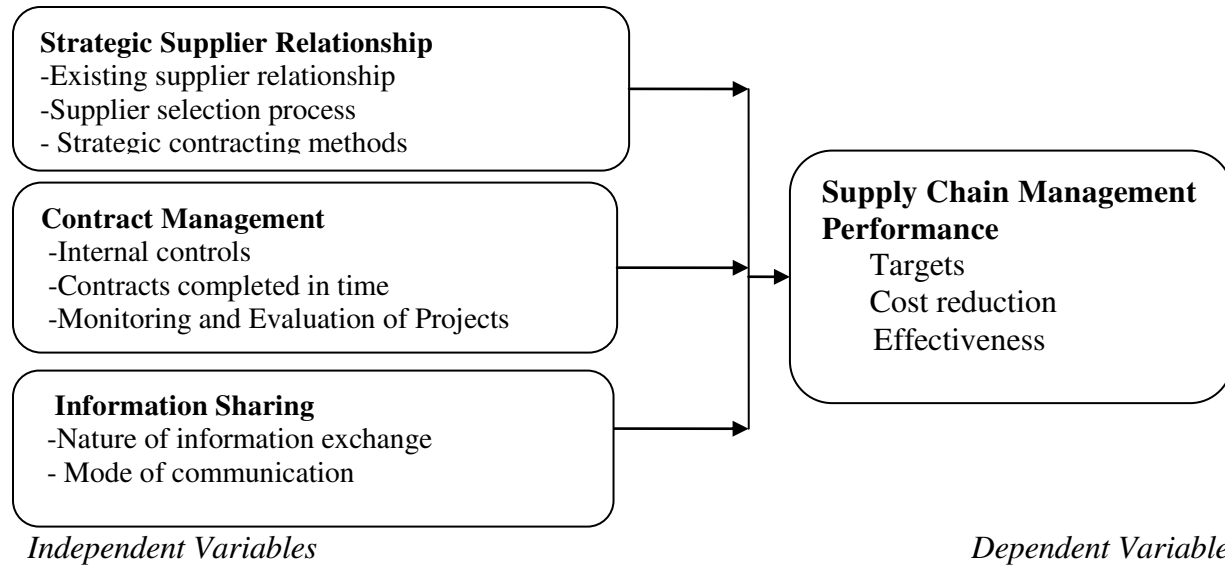 Strategic Supplier Relationship
-Existing supplier relationship
-Supplier selection process
- Strategic contracting methods
Contract Management
-Internal controls
-Contracts completed in time
-Monitoring and Evaluation of Projects
Information Sharing
-Nature of information exchange
- Mode of communication
Supply Chain Management
Performance
Targets
Cost reduction
Effectiveness
Independent Variables
Dependent Variable